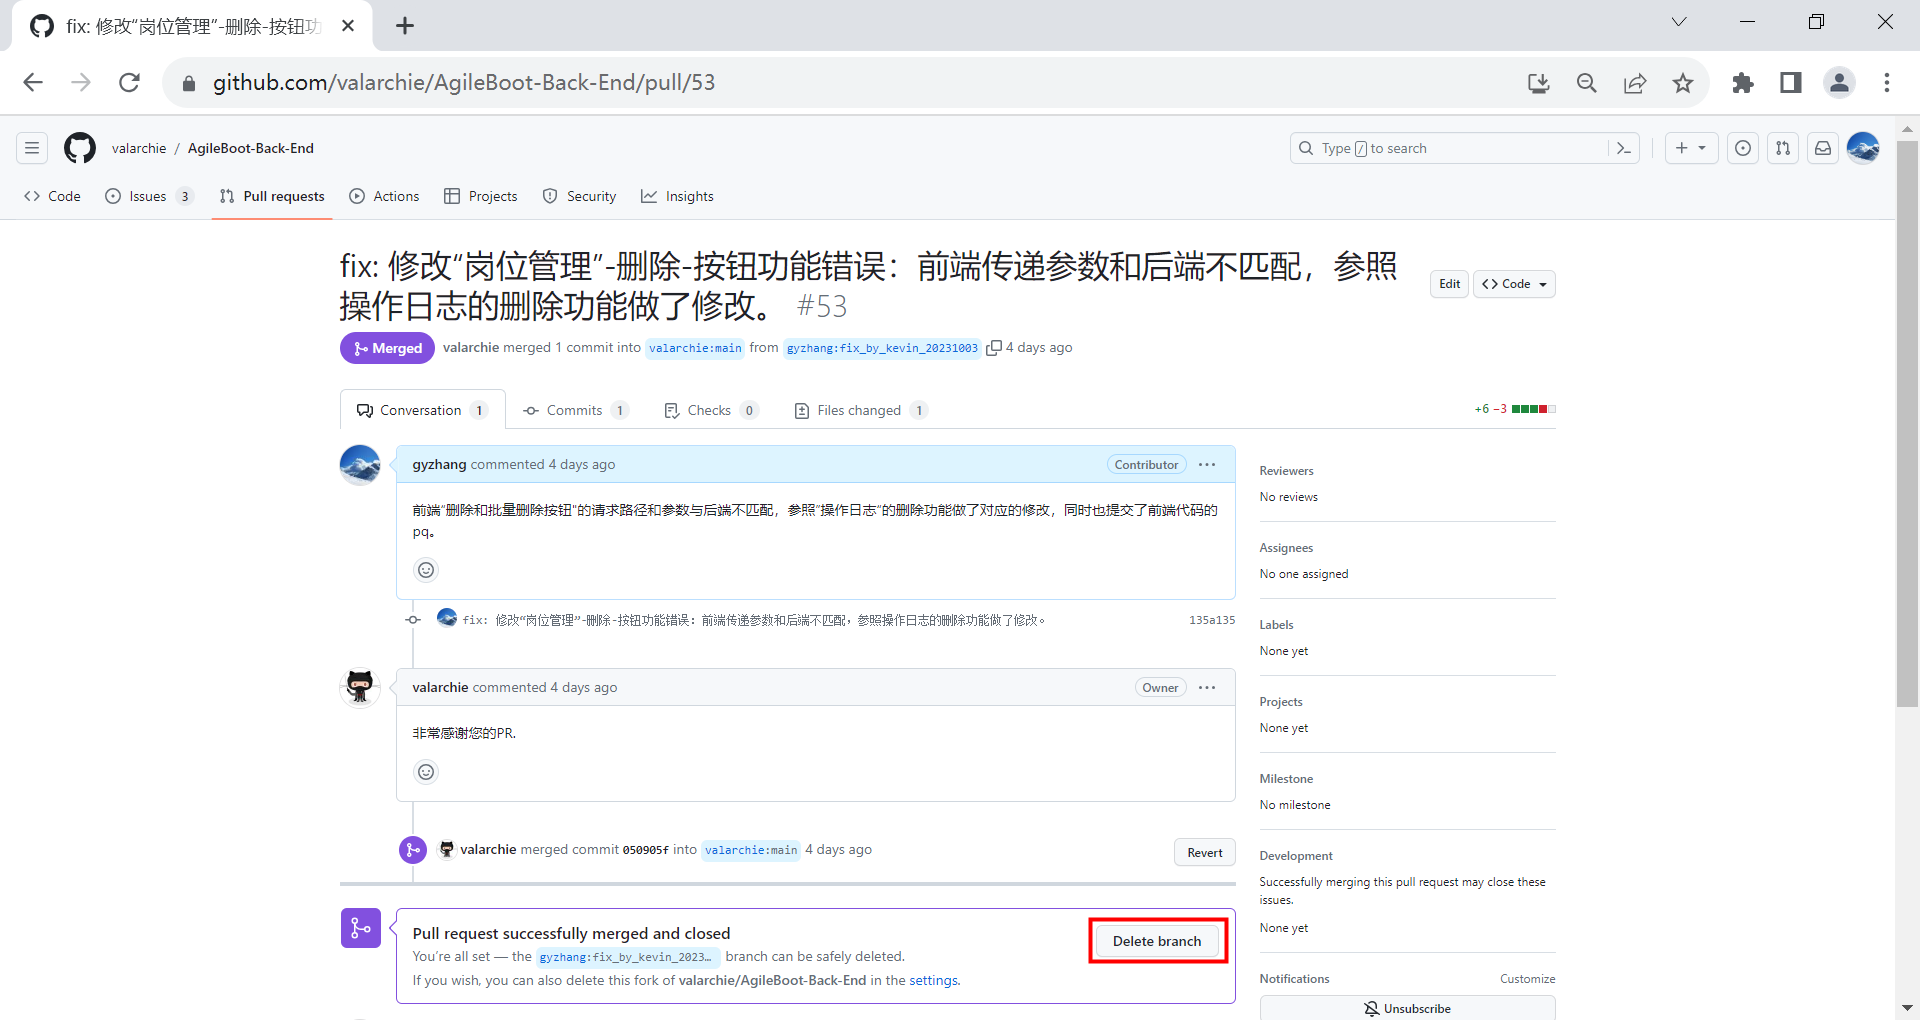 fix: 修改“岗位管理”-删除-按钮功
github.com/valarchie/AgileBoot-Back-End/pull/53
valarchie / AgileBoot-Back-End
Type / to search
Code
Issues 3
Pull requests
Actions
Projects
Security
Insights
fix: 修改“岗位管理”-删除-按钮功能错误：前端传递参数和后端不匹配，参照
操作日志的删除功能做了修改。 #53
Edit
Code
Merged
valarchie merged 1 commit into valarchie:main from gyzhang:fix_by_kevin_20231003 4 days ago
Conversation 1
Commits 1
Checks 0
Files changed 1
+6 −3
gyzhang commented 4 days ago
Contributor
前端”删除和批量删除按钮”的请求路径和参数与后端不匹配，参照”操作日志”的删除功能做了对应的修改，同时也提交了前端代码的
pq。
fix: 修改“岗位管理”-删除-按钮功能错误：前端传递参数和后端不匹配，参照操作日志的删除功能做了修改。
135a135
valarchie commented 4 days ago
Owner
非常感谢您的PR.
valarchie merged commit 050905f into valarchie:main 4 days ago
Revert
Pull request successfully merged and closed
You’re all set — the gyzhang:fix_by_kevin_2023… branch can be safely deleted.
If you wish, you can also delete this fork of valarchie/AgileBoot-Back-End in the settings.
Delete branch
Reviewers
No reviews
Assignees
No one assigned
Labels
None yet
Projects
None yet
Milestone
No milestone
Development
Successfully merging this pull request may close these
issues.
None yet
Notifications
Customize
Unsubscribe